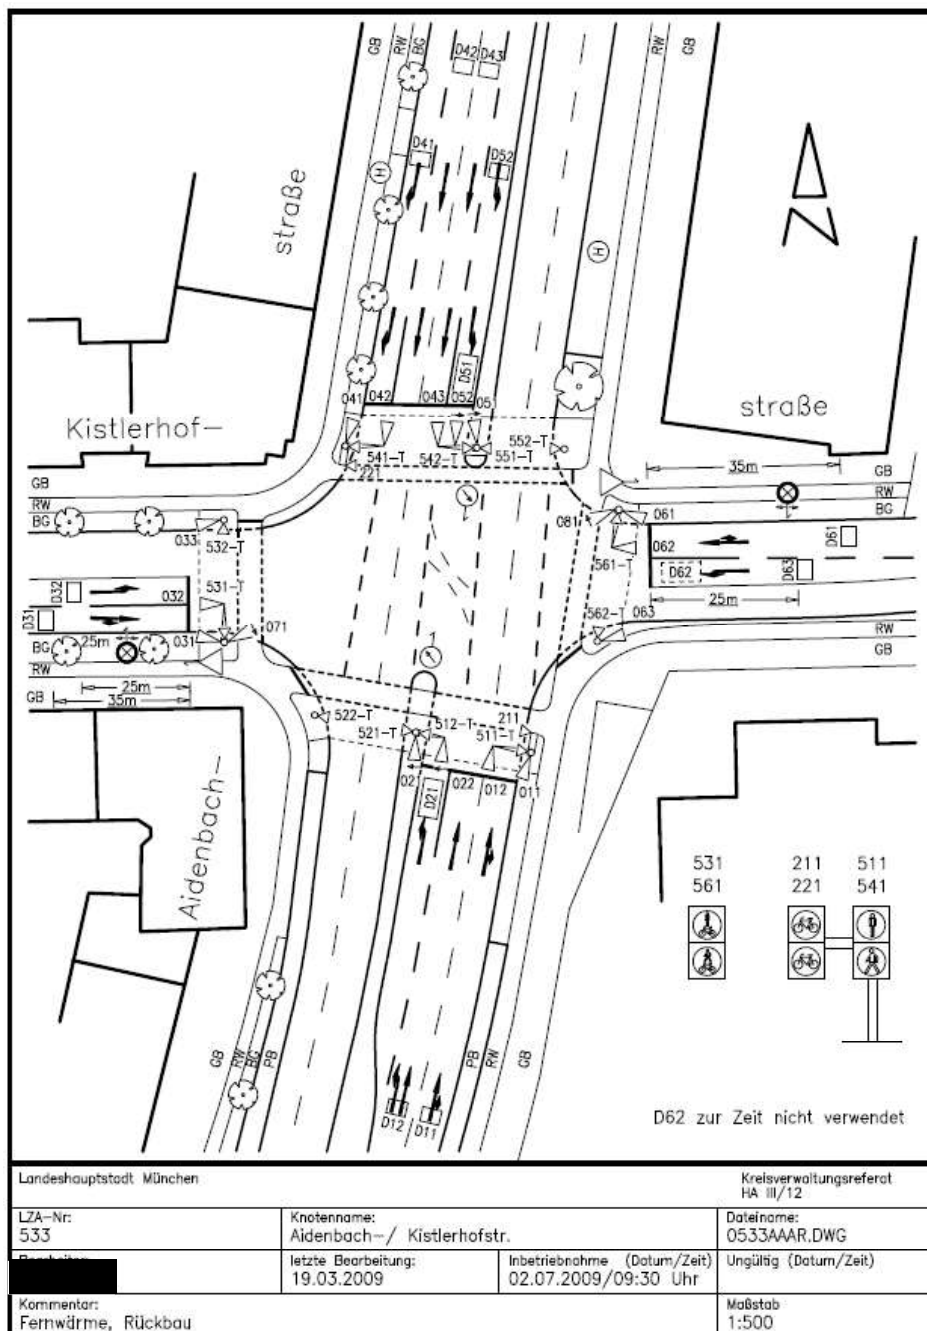 GB
RW
BG
D42
D43
RW
GB
D41
D52
H
straße
H
D51
041
042
043
052
05
straße
Kistlerhof-
541-T
542-T
551-T
552-T
221
35m
GB
RW
BG
GB
RW
BG
033
532-T
081
061
062
D61
561-T
D62
D63
531-T
D32
D31
032
25m
562-T
063
031
071
BG
RW
GB
25m
RW
GB
25m
35m
522-T
521-T
512-T
511-T
211
021
022
012
011
D21
Aidenbach-
531
561
211
221
511
541
GB
RW
BG
PB
PB
RW
GB
D12
D11
D62 zur Zeit nicht verwendet
Landeshauptstadt München
Kreisverwaltungsreferat
HA III/12
LZA-Nr:
533
Knotenname:
Aidenbach-/ Kistlerhofstr.
Dateiname:
0533AAAR.DWG
letzte Bearbeitung:
19.03.2009
Inbetriebnahme (Datum/Zeit)
02.07.2009/09:30 Uhr
Ungültig (Datum/Zeit)
Kommentar:
Fernwärme, Rückbau
Maßstab
1:500